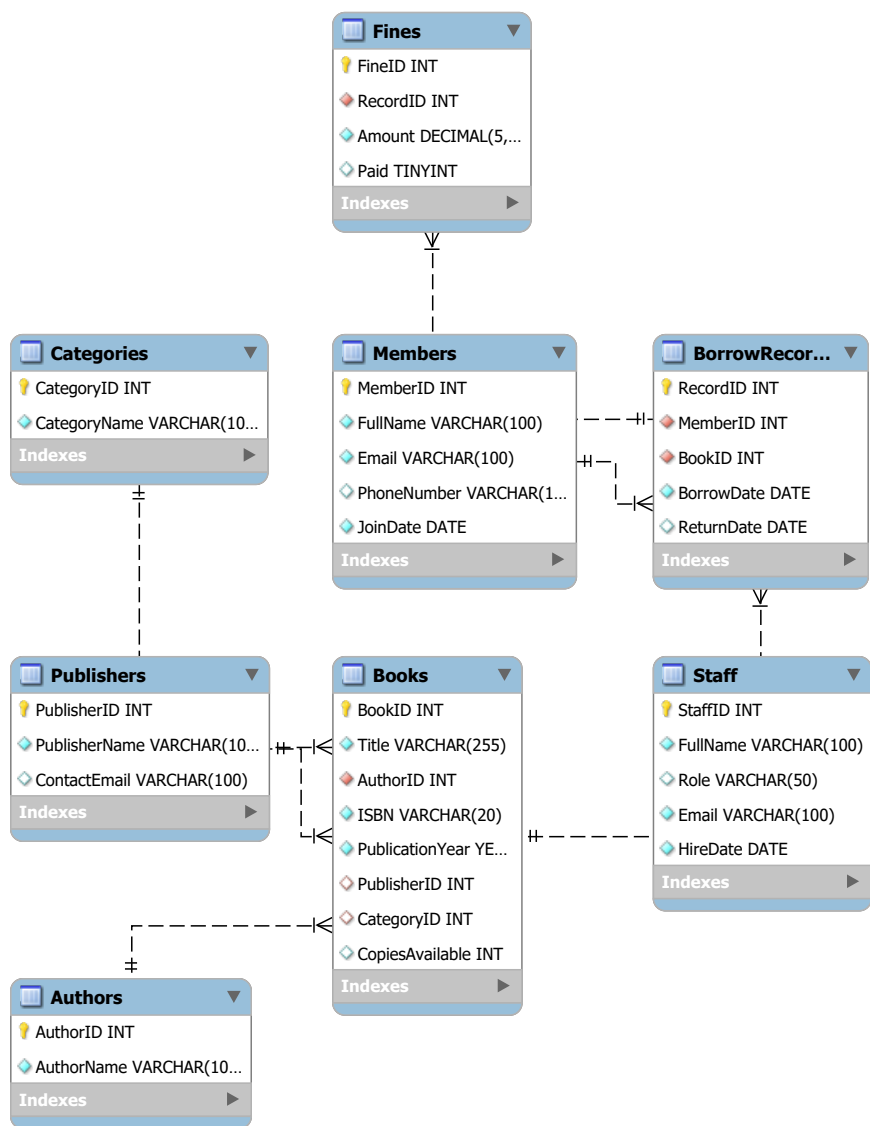 Fines
FineID INT
RecordID INT
Amount DECIMAL(5,...
Paid TINYINT
Indexes
Categories
CategoryID INT
CategoryName VARCHAR(10...
Indexes
Members
MemberID INT
FullName VARCHAR(100)
Email VARCHAR(100)
PhoneNumber VARCHAR(1...
JoinDate DATE
Indexes
BorrowRecor...
RecordID INT
MemberID INT
BookID INT
BorrowDate DATE
ReturnDate DATE
Indexes
Publishers
PublisherID INT
PublisherName VARCHAR(10...
ContactEmail VARCHAR(100)
Indexes
Books
BookID INT
Title VARCHAR(255)
AuthorID INT
ISBN VARCHAR(20)
PublicationYear YE...
PublisherID INT
CategoryID INT
CopiesAvailable INT
Indexes
Staff
StaffID INT
FullName VARCHAR(100)
Role VARCHAR(50)
Email VARCHAR(100)
HireDate DATE
Indexes
Authors
AuthorID INT
AuthorName VARCHAR(10...
Indexes